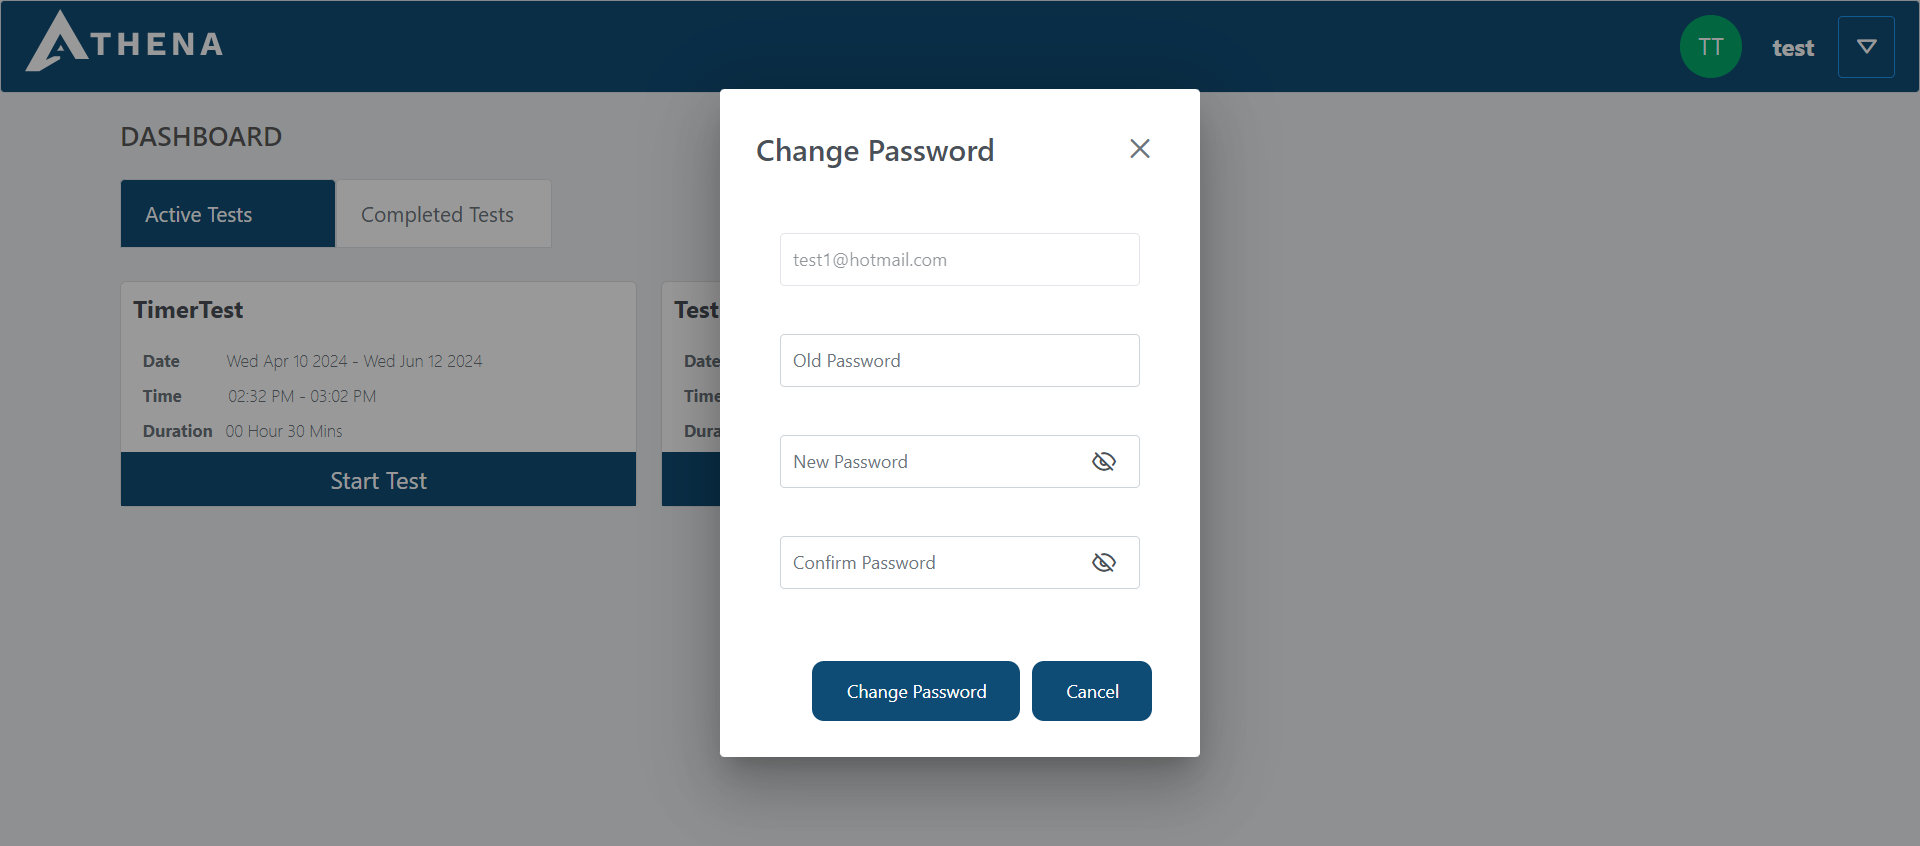 ATHENA
TT
test
DASHBOARD
Active Tests
Completed Tests
TimerTest
Date Wed Apr 10 2024 - Wed Jun 12 2024
Time 02:32 PM - 03:02 PM
Duration 00 Hour 30 Mins
Start Test
Test
Date
Time
Dura
Change Password
test1@hotmail.com
Old Password
New Password
Confirm Password
Change Password
Cancel